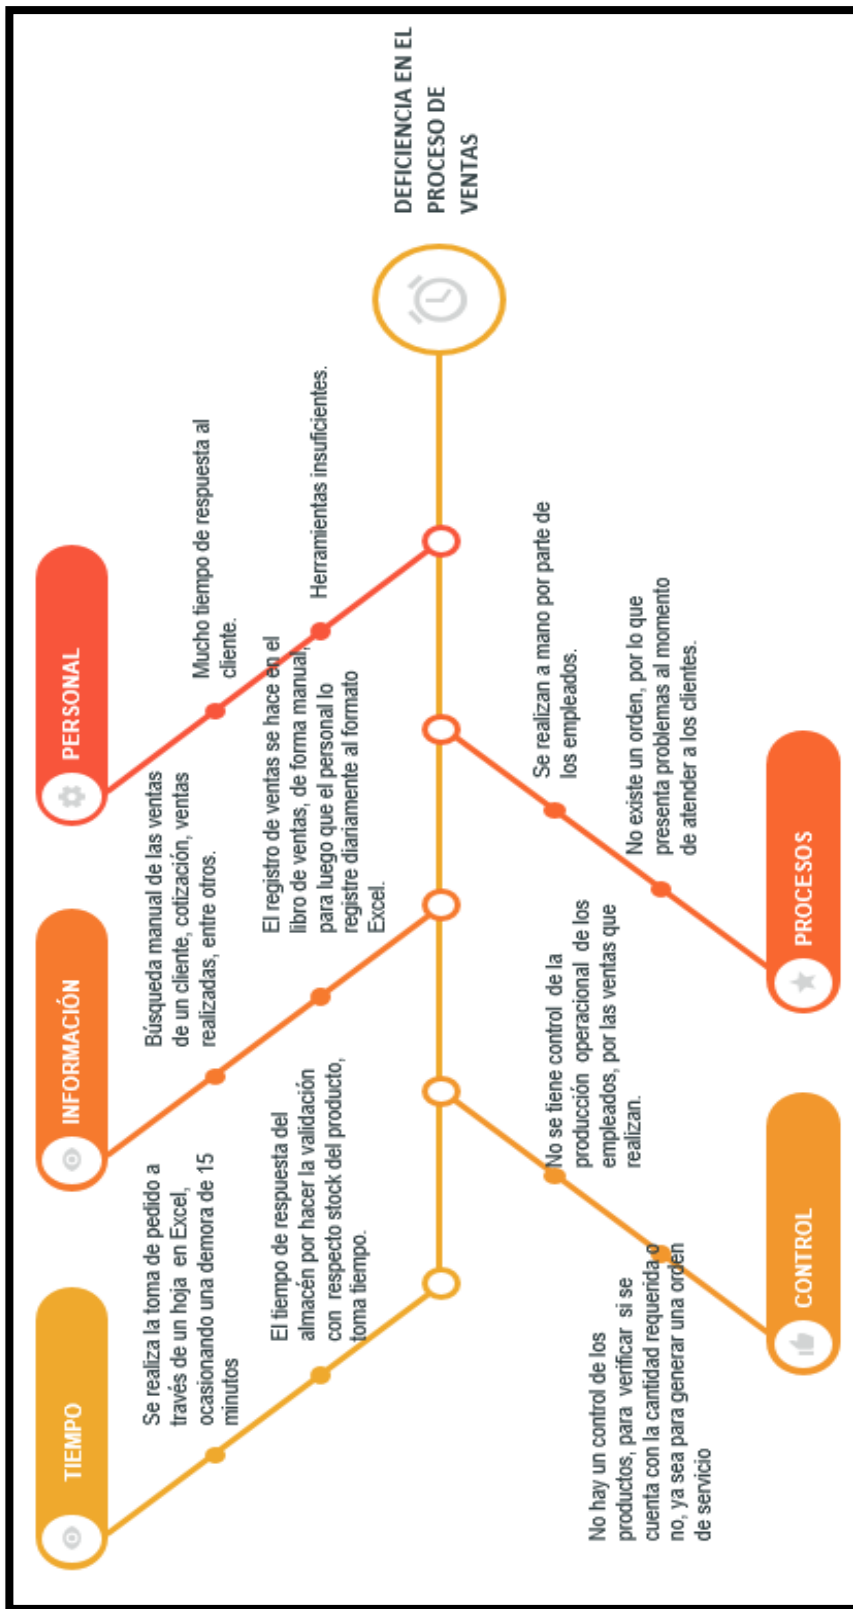 TIEMPO
Se realiza la toma de pedido a
través de un hoja en Excel,
ocasionando una demora de 15
minutos
El tiempo de respuesta del
almacén por hacer la validación
con respecto stock del producto,
toma tiempo.
INFORMACIÓN
Búsqueda manual de las ventas
de un cliente, cotización, ventas
realizadas, entre otros.
El registro de ventas se hace en el
libro de ventas, de forma manual,
para luego que el personal lo
registre diariamente al formato
Excel.
PERSONAL
Mucho tiempo de respuesta al
cliente.
Herramientas insuficientes.
DEFICIENCIA EN EL
PROCESO DE
VENTAS
No hay un control de los
productos, para verificar si se
cuenta con la cantidad requerida o
no, ya sea para generar una orden
de servicio
No se tiene control de la
producción operacional de los
empleados, por las ventas que
realizan.
CONTROL
Se realizan a mano por parte de
los empleados.
No existe un orden, por lo que
presenta problemas al momento
de atender a los clientes.
PROCESOS